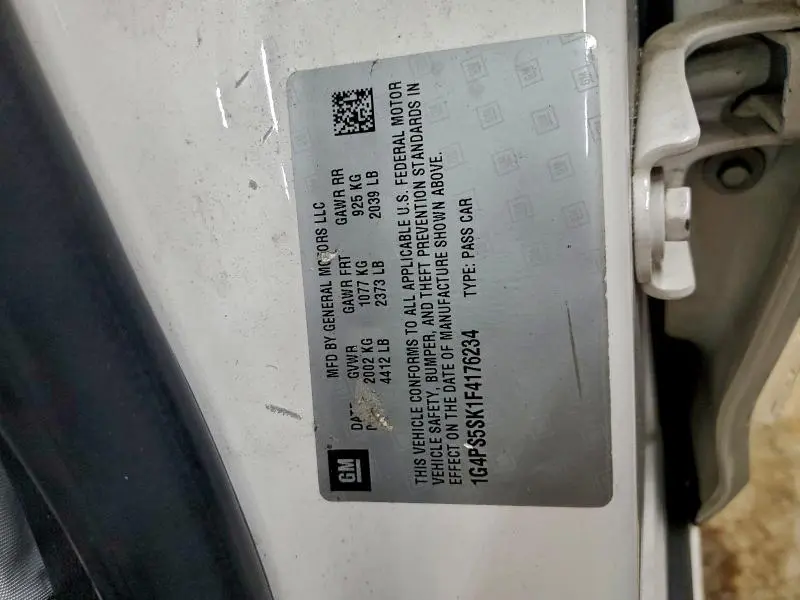 GM
MFD BY GENERAL MOTORS LLC
DATE GVWR GAWR FRT GAWR RR
2002 KG 1077 KG 925 KG
4412 LB 2373 LB 2039 LB
THIS VEHICLE CONFORMS TO ALL APPLICABLE U.S. FEDERAL MOTOR
VEHICLE SAFETY, BUMPER, AND THEFT PREVENTION STANDARDS IN
EFFECT ON THE DATE OF MANUFACTURE SHOWN ABOVE.
1G4PS5SK1F4176234 TYPE: PASS CAR